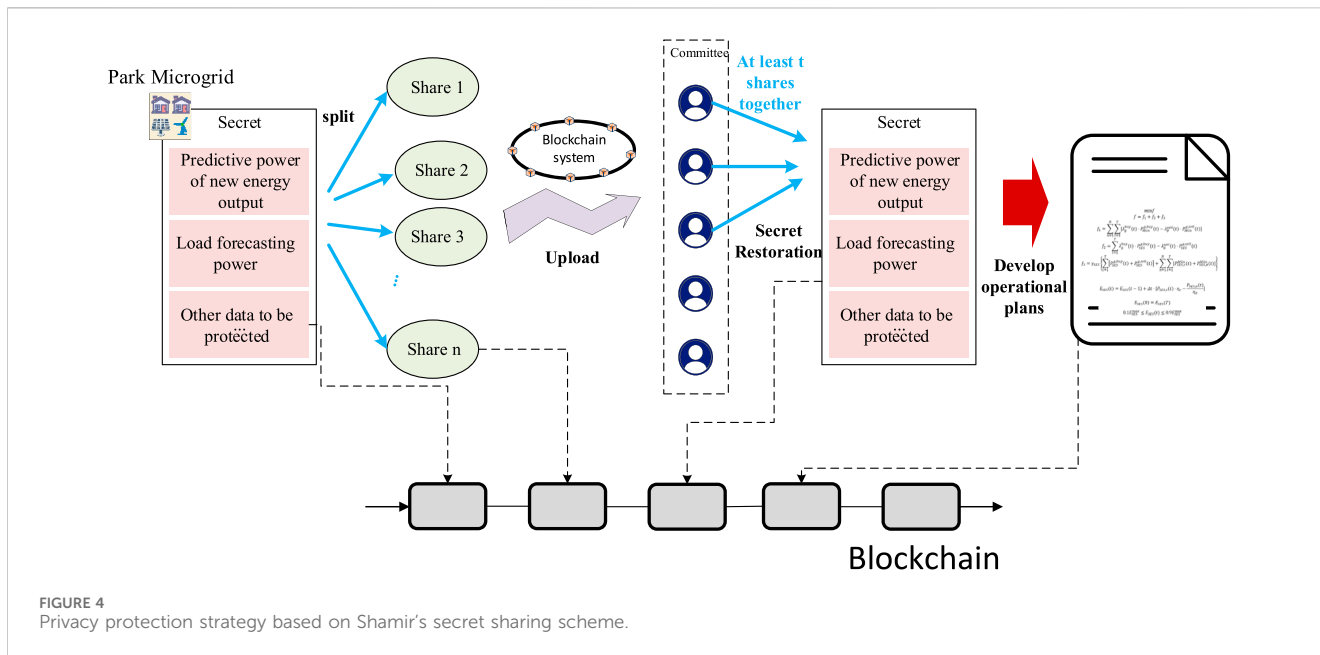 Park Microgrid
Secret
Predictive power
of new energy
output
Load forecasting
power
Other data to be
...
protected
split
Share 1
Share 2
Share 3
...
Share n
Blockchain
system
Upload
Committee
At least t
shares
together
Secret
Restoration
Secret
Predictive power
of new energy
output
Load forecasting
power
Other data to be
...
protected
Develop
operational
plans
Blockchain
FIGURE 4
Privacy protection strategy based on Shamir's secret sharing scheme.